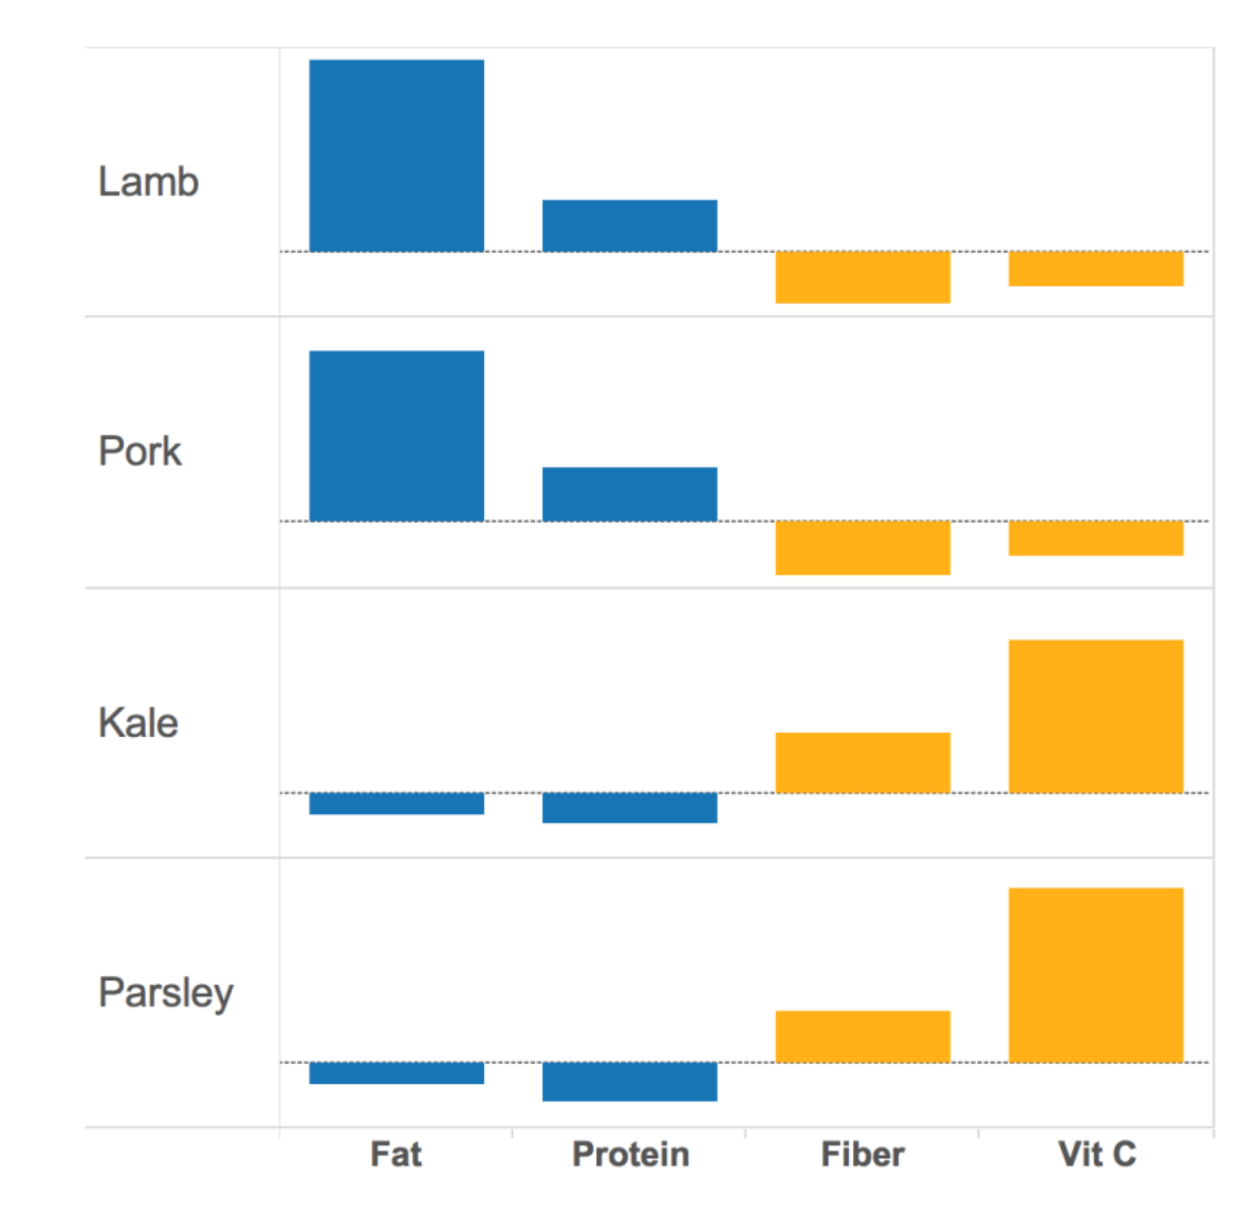 Lamb
Pork
Kale
Parsley
Fat Protein Fiber Vit C